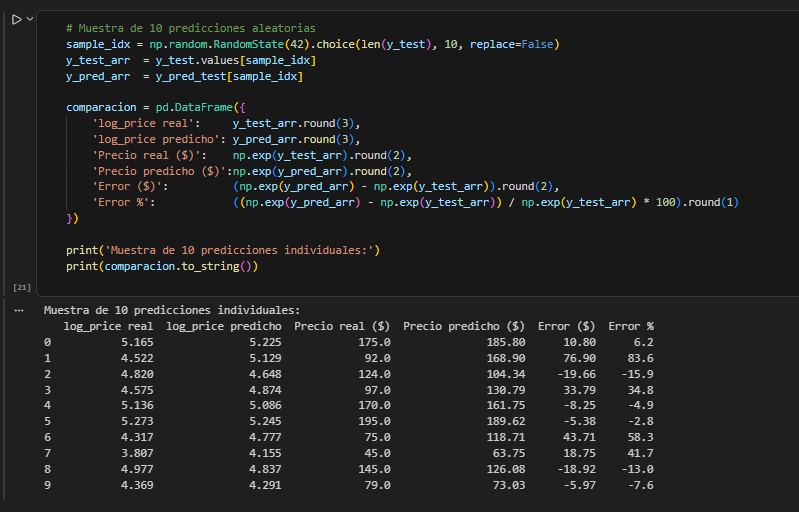 # Muestra de 10 predicciones aleatorias
sample_idx = np.random.RandomState(42).choice(len(y_test), 10, replace=False)
y_test_arr  = y_test.values[sample_idx]
y_pred_arr  = y_pred_test[sample_idx]

comparacion = pd.DataFrame({
    'log_price real':     y_test_arr.round(3),
    'log_price predicho': y_pred_arr.round(3),
    'Precio real ($)':    np.exp(y_test_arr).round(2),
    'Precio predicho ($)':np.exp(y_pred_arr).round(2),
    'Error ($)':          (np.exp(y_pred_arr) - np.exp(y_test_arr)).round(2),
    'Error %':            ((np.exp(y_pred_arr) - np.exp(y_test_arr)) / np.exp(y_test_arr) * 100).round(1)
})

print('Muestra de 10 predicciones individuales:')
print(comparacion.to_string())
[21]
... Muestra de 10 predicciones individuales:
   log_price real  log_price predicho  Precio real ($)  Precio predicho ($)  Error ($)  Error %
0           5.165               5.225            175.0               185.80      10.80      6.2
1           4.522               5.129             92.0               168.90      76.90     83.6
2           4.820               4.648            124.0               104.34     -19.66    -15.9
3           4.575               4.874             97.0               130.79      33.79     34.8
4           5.136               5.086            170.0               161.75      -8.25     -4.9
5           5.273               5.245            195.0               189.62      -5.38     -2.8
6           4.317               4.777             75.0               118.71      43.71     58.3
7           3.807               4.155             45.0                63.75      18.75     41.7
8           4.977               4.837            145.0               126.08     -18.92    -13.0
9           4.369               4.291             79.0                73.03      -5.97     -7.6